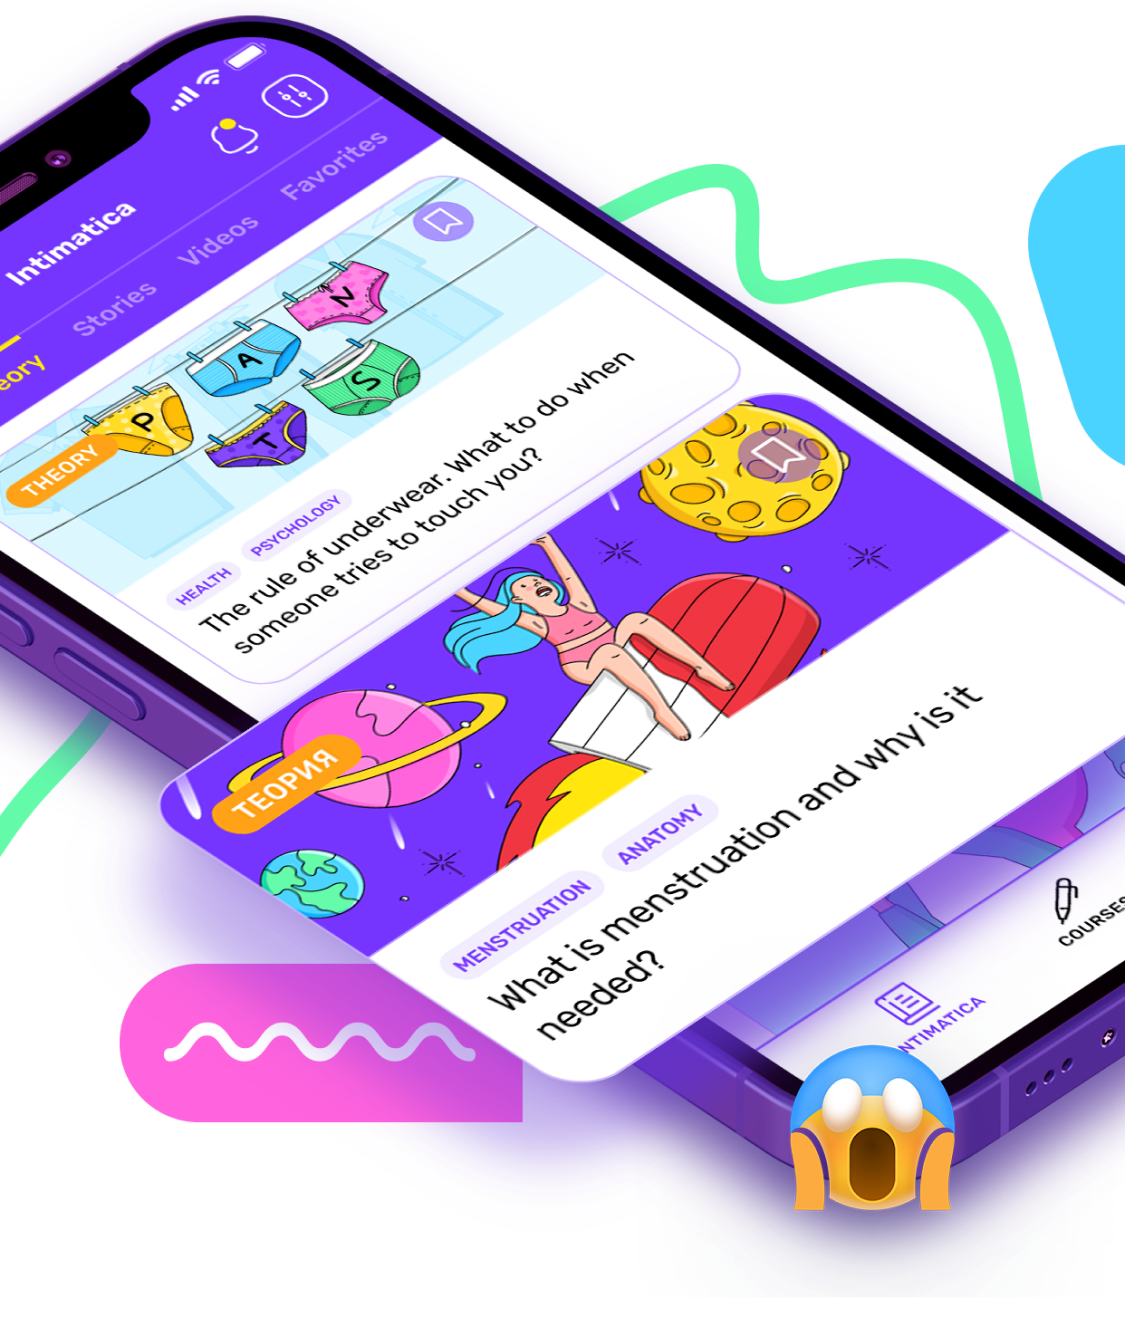 Intimatica
eory
Stories
Videos
Favorites
P
A
N
T
S
THEORY
HEALTH
PSYCHOLOGY
The rule of underwear. What to do when
someone tries to touch you?
ТЕОРИЯ
MENSTRUATION
ANATOMY
What is menstruation and why is it
needed?
NTIMATICA
COURSES